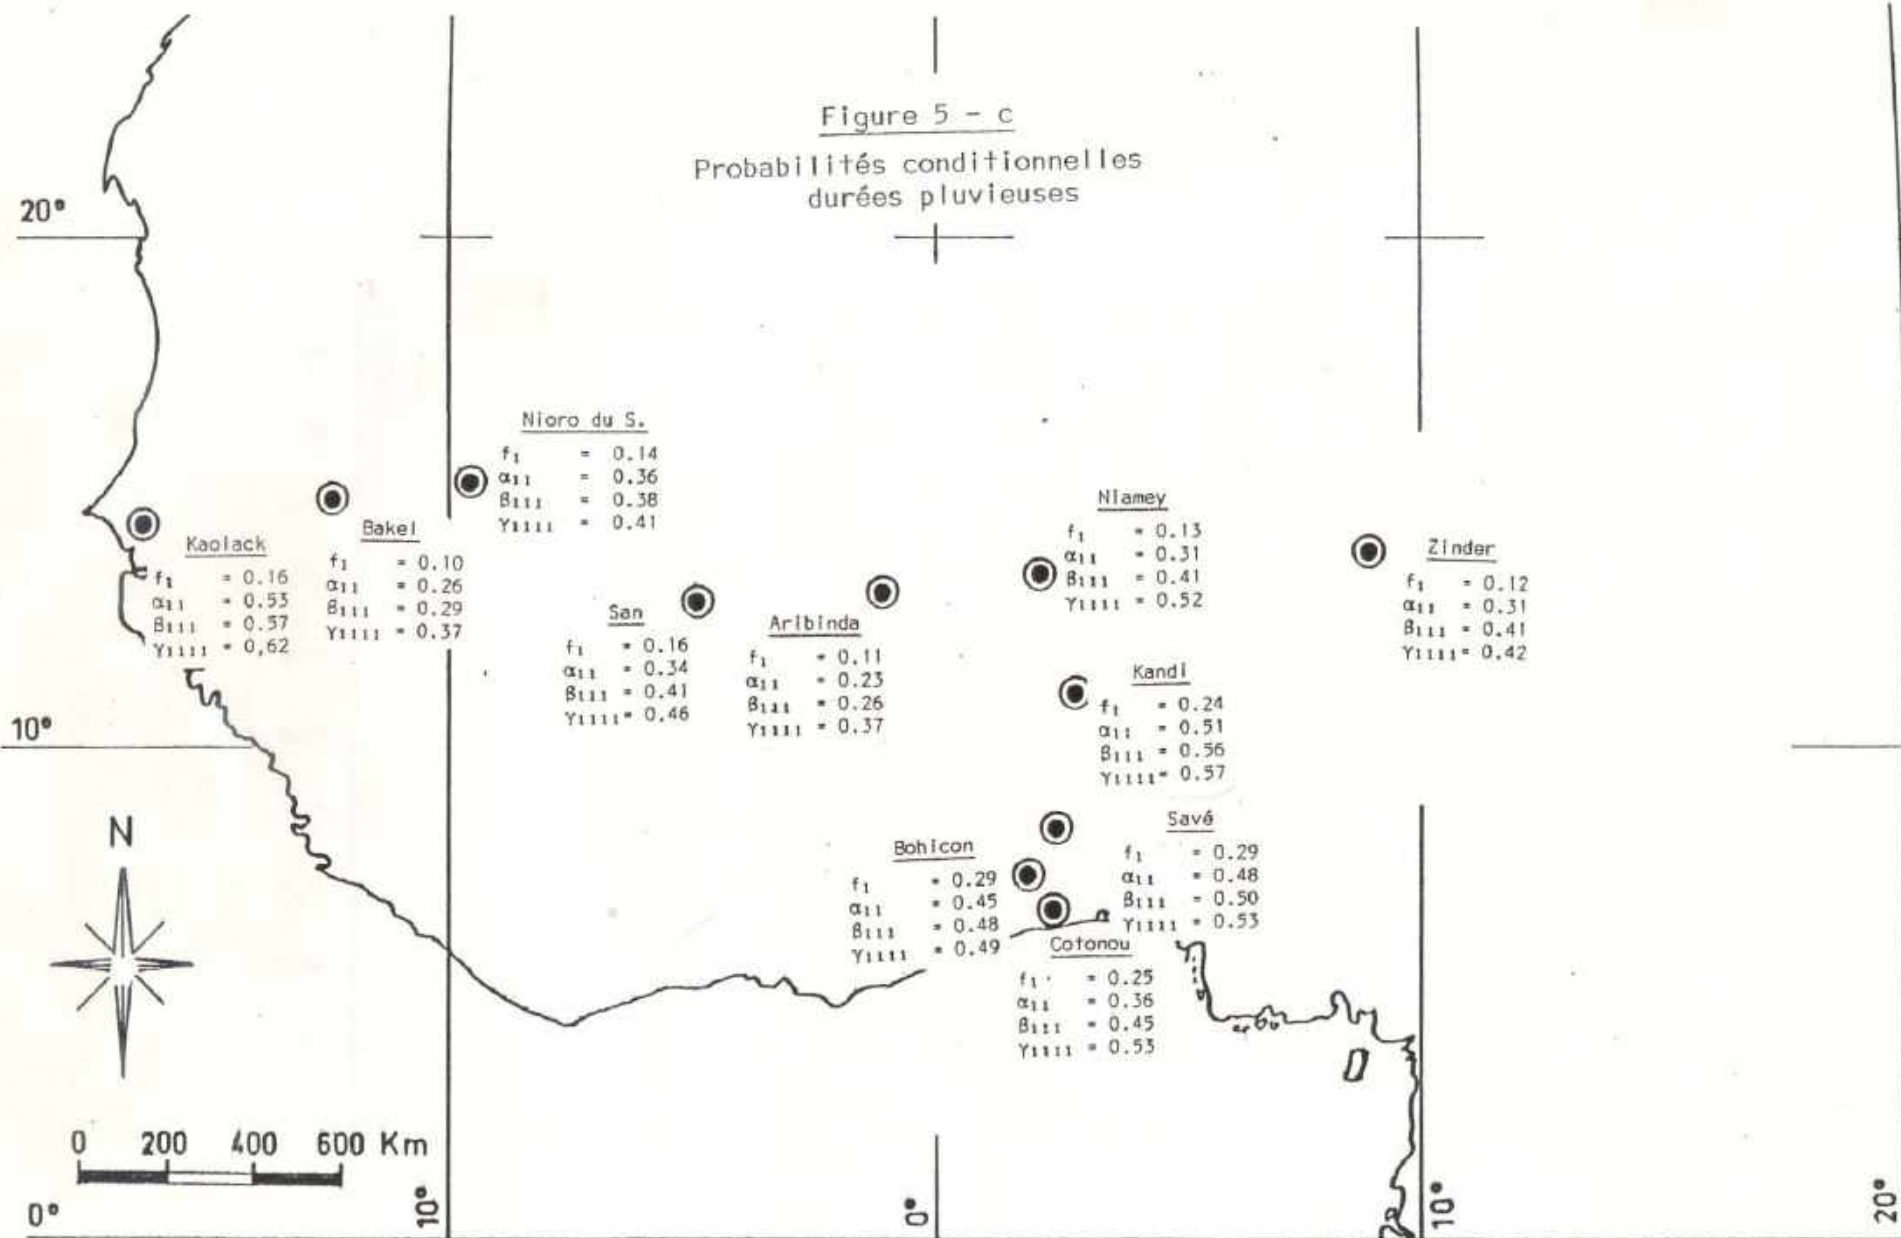 Figure 5 - c
Probabilités conditionnelles
durées pluvieuses
20°
Nioro du S.
f1 = 0.14
α11 = 0.36
β111 = 0.38
γ1111 = 0.41
Kaolack
f1 = 0.16
α11 = 0.53
β111 = 0.57
γ1111 = 0,62
Bakel
f1 = 0.10
α11 = 0.26
β111 = 0.29
γ1111 = 0.37
San
f1 = 0.16
α11 = 0.34
β111 = 0.41
γ1111 = 0.46
Aribinda
f1 = 0.11
α11 = 0.23
β111 = 0.26
γ1111 = 0.37
Niamey
f1 = 0.13
α11 = 0.31
β111 = 0.41
γ1111 = 0.52
Zinder
f1 = 0.12
α11 = 0.31
β111 = 0.41
γ1111 = 0.42
Kandi
f1 = 0.24
α11 = 0.51
β111 = 0.56
γ1111 = 0.57
10°
N
Bohicon
f1 = 0.29
α11 = 0.45
β111 = 0.48
γ1111 = 0.49
Savé
f1 = 0.29
α11 = 0.48
β111 = 0.50
γ1111 = 0.53
Cotonou
f1 = 0.25
α11 = 0.36
β111 = 0.45
γ1111 = 0.53
0 200 400 600 Km
0°
10°
0°
10°
20°